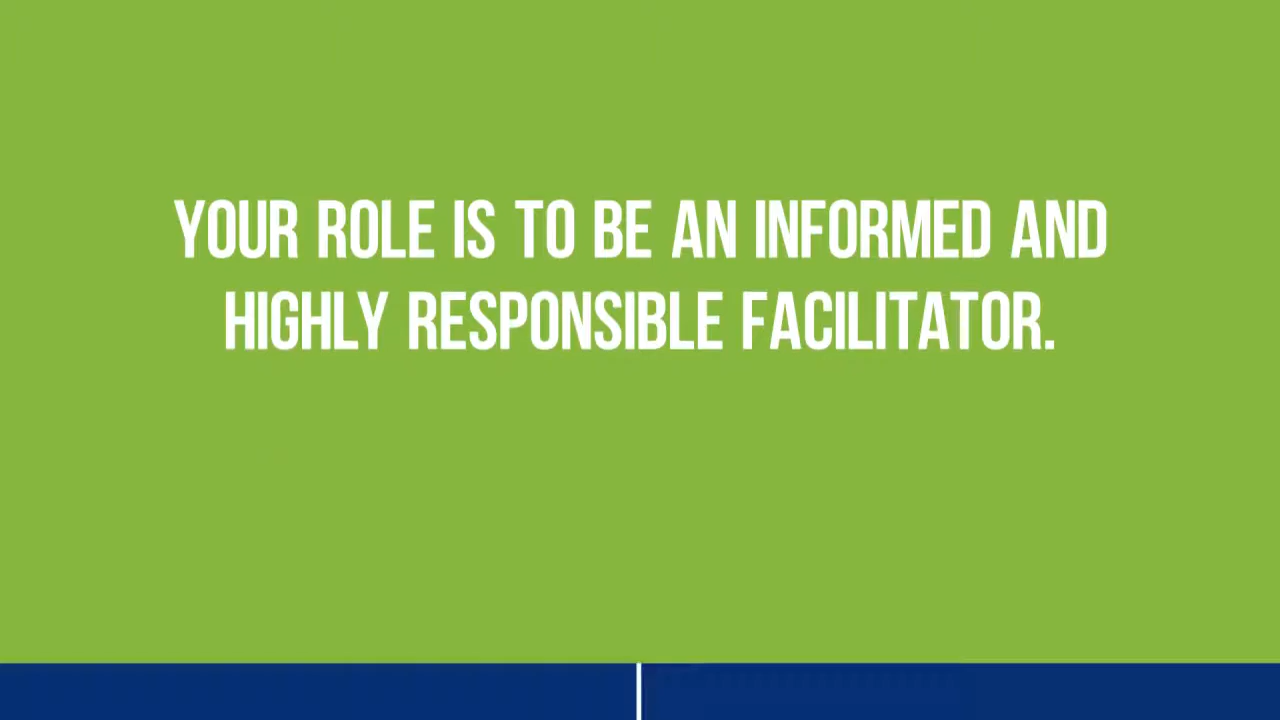 YOUR ROLE IS TO BE AN INFORMED AND
HIGHLY RESPONSIBLE FACILITATOR.